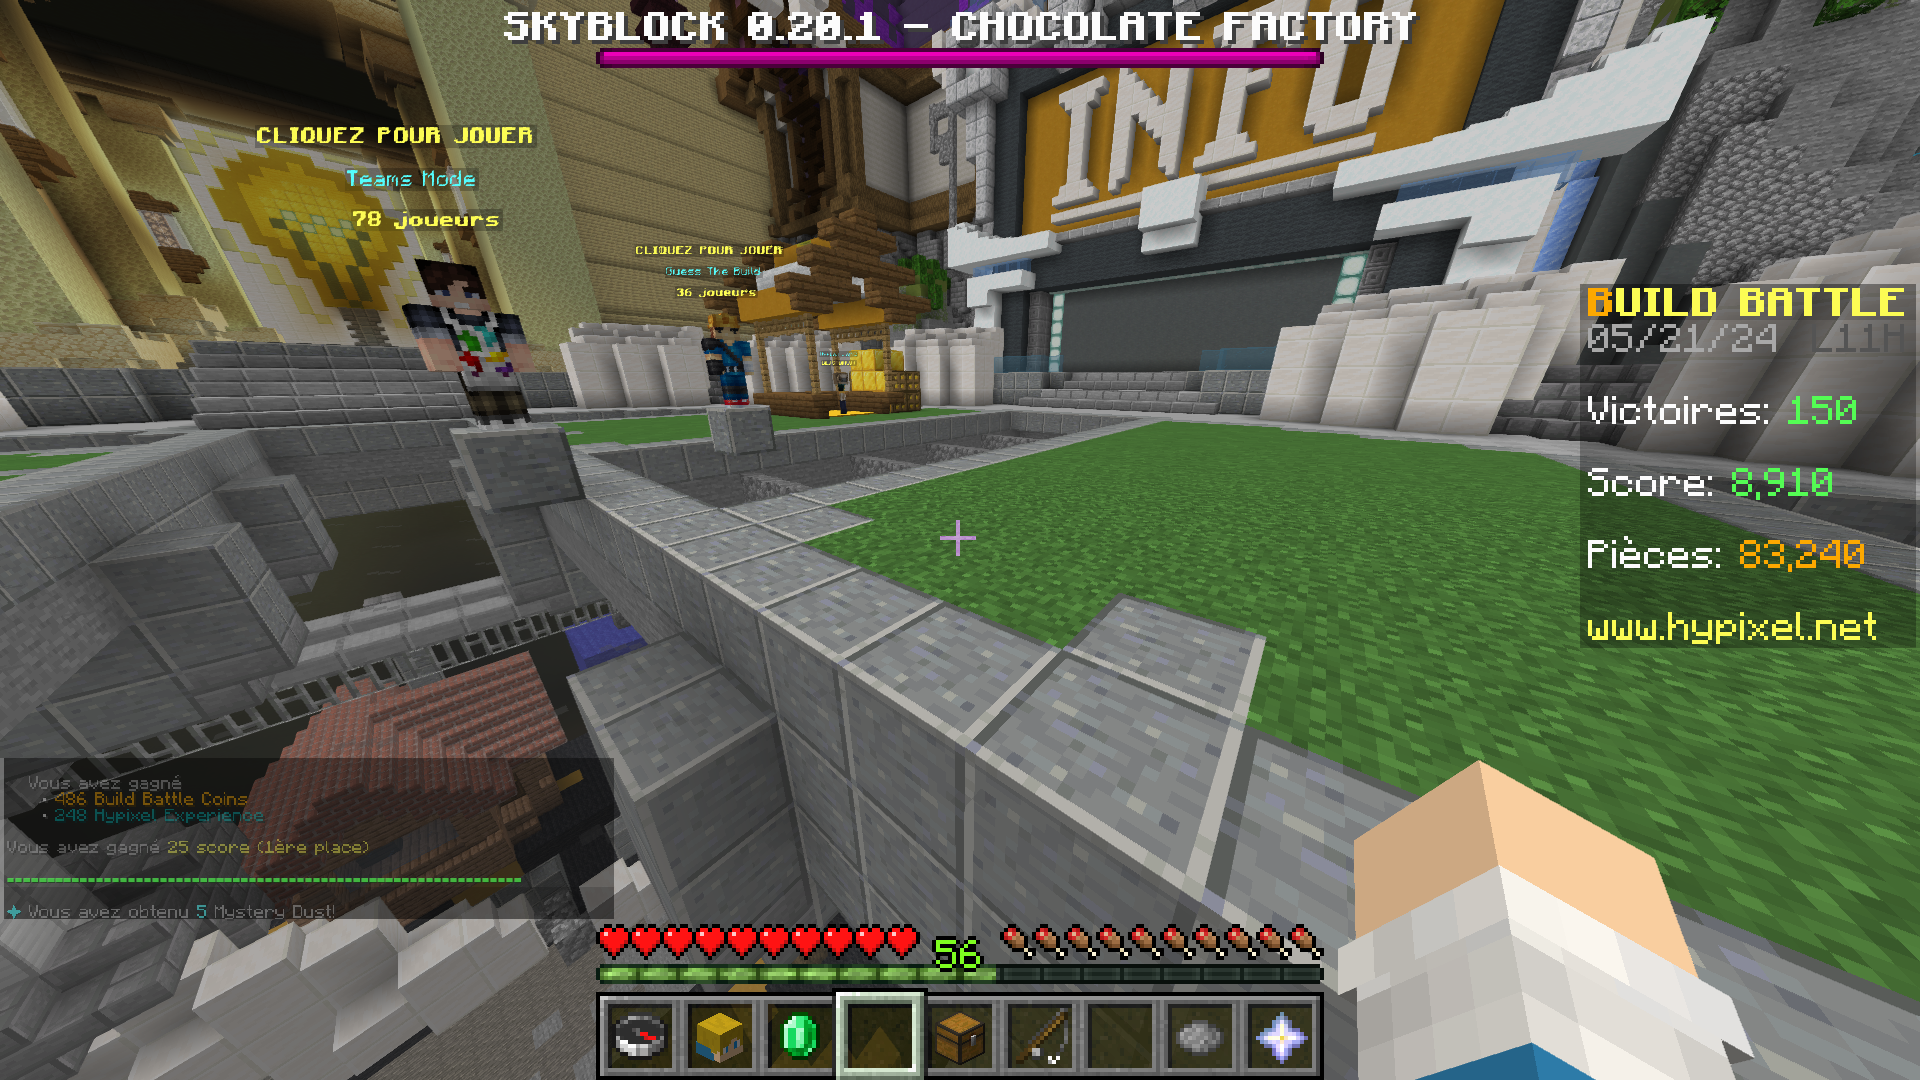 SKYBLOCK 0.20.1 – CHOCOLATE FACTORY
INFO
CLIQUEZ POUR JOUER
Teams Mode
78 joueurs
CLIQUEZ POUR JOUER
Guess The Build
36 joueurs
BUILD BATTLE
05/21/24 L11H
Victoires: 150
Score: 8,910
Pièces: 83,240
www.hypixel.net
Vous avez gagné
• 486 Build Battle Coins
• 248 Hypixel Experience
Vous avez gagné 25 score (1ère place)
✦ Vous avez obtenu 5 Mystery Dust!
56